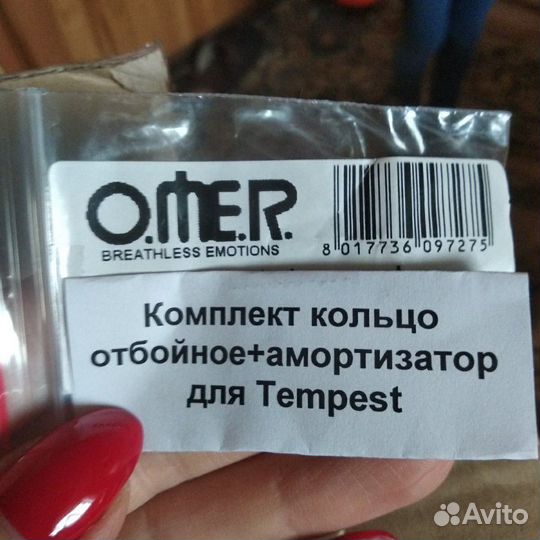 O.ME.R.
BREATHLESS EMOTIONS
8 017736 097275
Комплект кольцо
отбойное+амортизатор
для Tempest
Avito